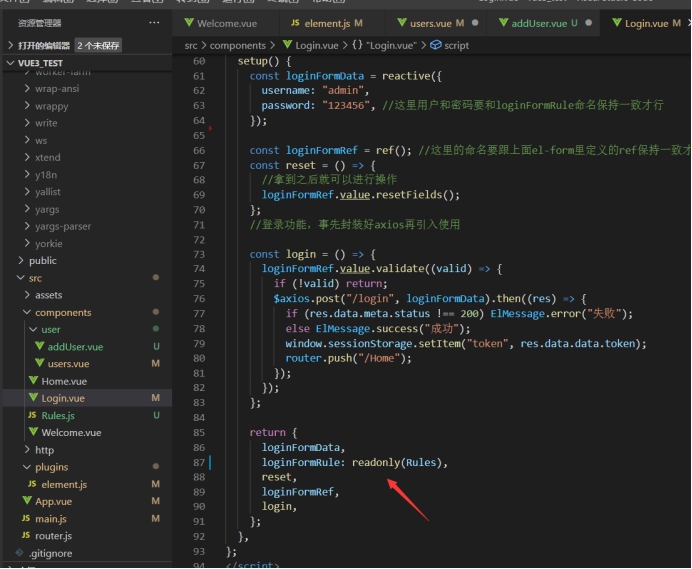 资源管理器
打开的编辑器 2 个未保存
VUE3_TEST
worker-farm
wrap-ansi
wrappy
write
ws
xtend
y18n
yallist
yargs
yargs-parser
yorkie
public
src
assets
components
user
addUser.vue U
users.vue M
Home.vue
Login.vue M
Rules.js U
Welcome.vue
http
plugins
element.js M
App.vue M
main.js M
router.js
.gitignore
Welcome.vue JS element.js M users.vue M addUser.vue U Login.vue M
src > components > Login.vue > {} "Login.vue" > script
60 setup() {
61 const loginFormData = reactive({
62 username: "admin",
63 password: "123456", //这里用户和密码要和loginFormRule命名保持一致才行
64 });
65
66 const loginFormRef = ref(); //这里的命名要跟上面el-form里定义的ref保持一致才
67 const reset = () => {
68 //拿到之后就可以进行操作
69 loginFormRef.value.resetFields();
70 };
71 //登录功能，事先封装好axios再引入使用
72
73 const login = () => {
74 loginFormRef.value.validate((valid) => {
75 if (!valid) return;
76 $axios.post("/login", loginFormData).then((res) => {
77 if (res.data.meta.status !== 200) ElMessage.error("失败");
78 else ElMessage.success("成功");
79 window.sessionStorage.setItem("token", res.data.data.token);
80 router.push("/Home");
81 });
82 });
83 };
84
85 return {
86 loginFormData,
87 loginFormRule: readonly(Rules),
88 reset,
89 loginFormRef,
90 login,
91 };
92 },
93 };
94 </script>